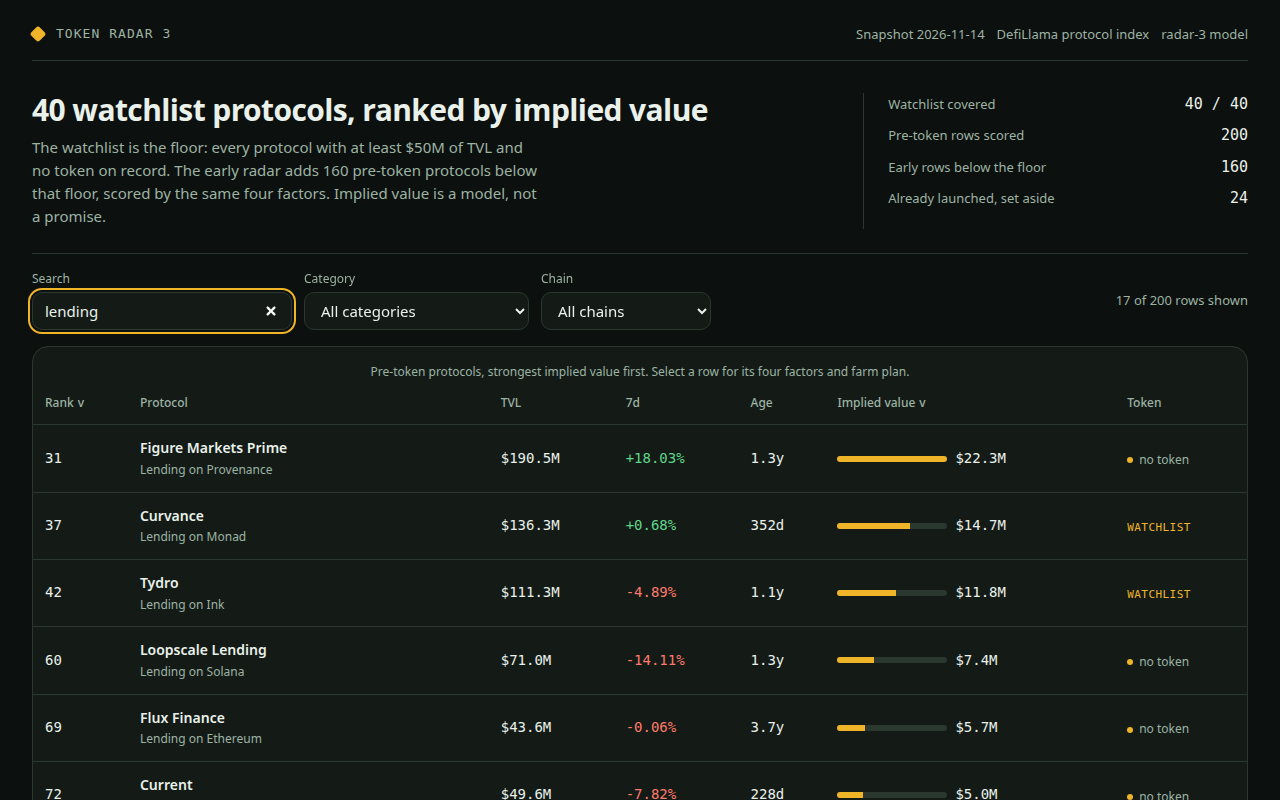 TOKEN RADAR 3
Snapshot 2026-11-14 DefiLlama protocol index radar-3 model
40 watchlist protocols, ranked by implied value
The watchlist is the floor: every protocol with at least $50M of TVL and
no token on record. The early radar adds 160 pre-token protocols below
that floor, scored by the same four factors. Implied value is a model, not
a promise.
Watchlist covered 40 / 40
Pre-token rows scored 200
Early rows below the floor 160
Already launched, set aside 24
Search Category Chain
lending × All categories All chains
17 of 200 rows shown
Pre-token protocols, strongest implied value first. Select a row for its four factors and farm plan.
Rank v Protocol TVL 7d Age Implied value v Token
31 Figure Markets Prime $190.5M +18.03% 1.3y $22.3M no token
Lending on Provenance
37 Curvance $136.3M +0.68% 352d $14.7M WATCHLIST
Lending on Monad
42 Tydro $111.3M -4.89% 1.1y $11.8M WATCHLIST
Lending on Ink
60 Loopscale Lending $71.0M -14.11% 1.3y $7.4M no token
Lending on Solana
69 Flux Finance $43.6M -0.06% 3.7y $5.7M no token
Lending on Ethereum
72 Current $49.6M -7.82% 228d $5.0M no token